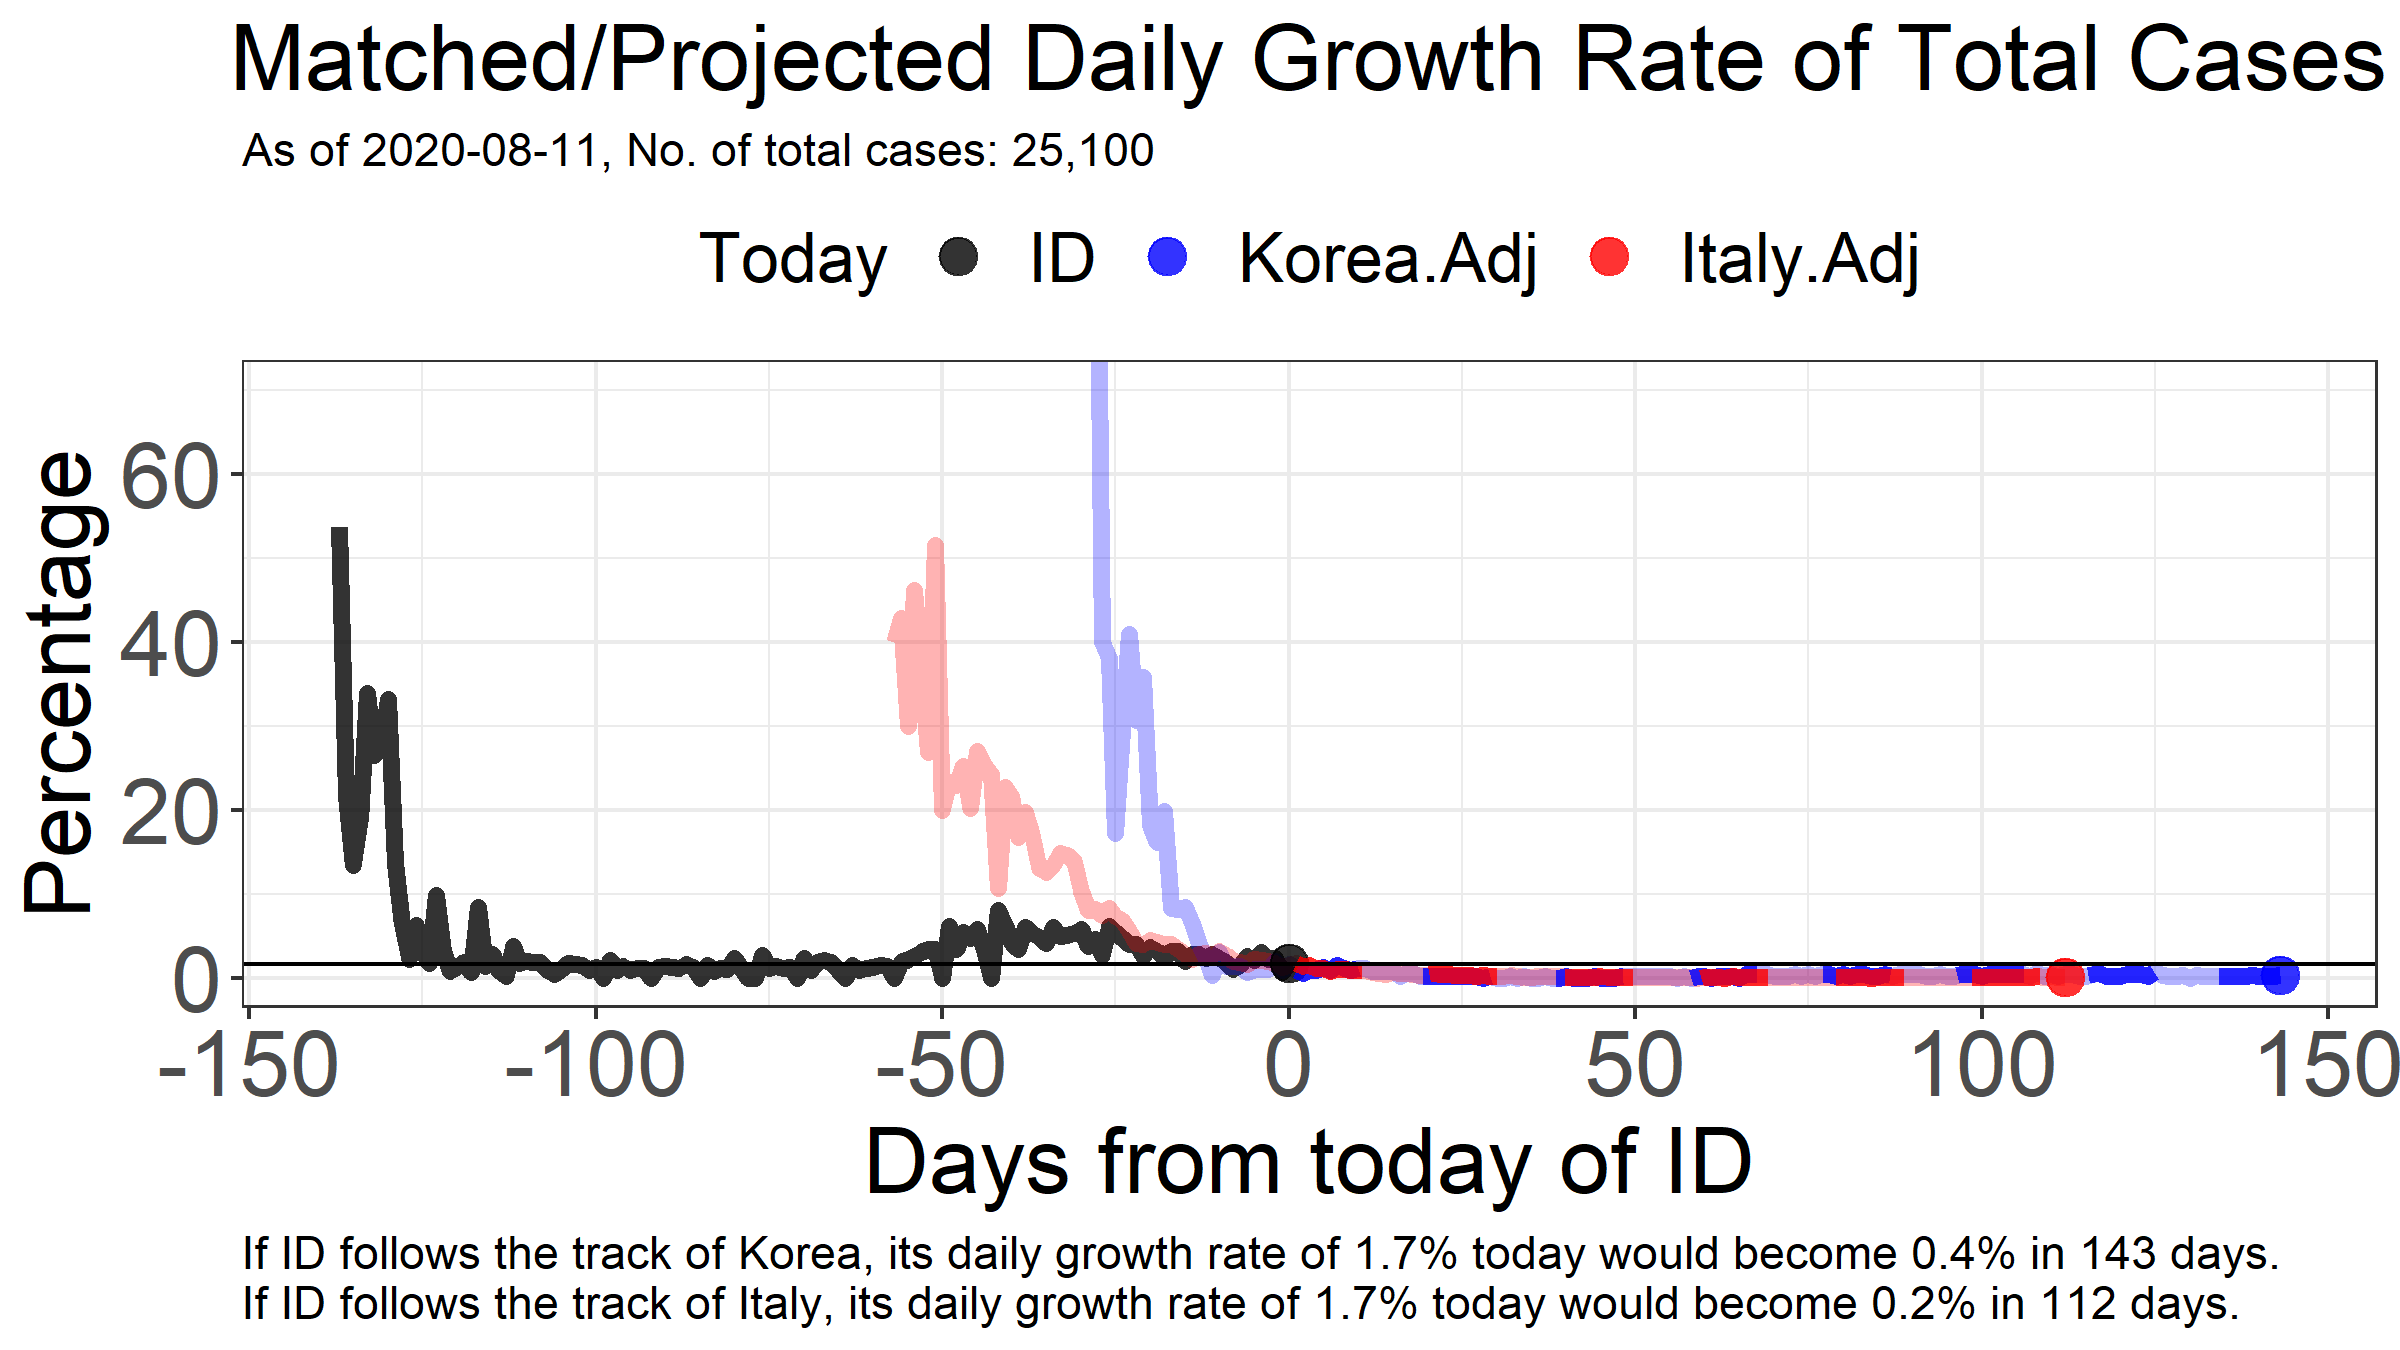 Matched/Projected Daily Growth Rate of Total Cases
As of 2020-08-11, No. of total cases: 25,100
Today ID Korea.Adj Italy.Adj
Percentage
60
40
20
0
-150 -100 -50 0 50 100 150
Days from today of ID
If ID follows the track of Korea, its daily growth rate of 1.7% today would become 0.4% in 143 days.
If ID follows the track of Italy, its daily growth rate of 1.7% today would become 0.2% in 112 days.